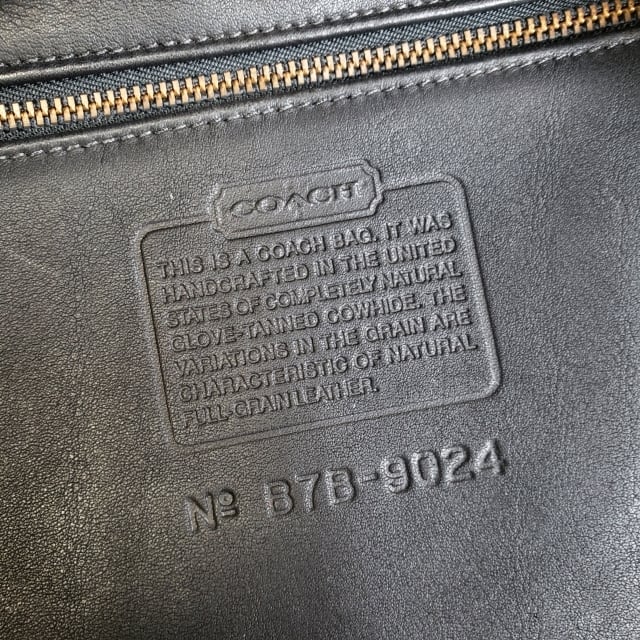 COACH
THIS IS A COACH BAG. IT WAS
HANDCRAFTED IN THE UNITED
STATES OF COMPLETELY NATURAL
GLOVE-TANNED COWHIDE. THE
VARIATIONS IN THE GRAIN ARE
CHARACTERISTIC OF NATURAL
FULL-GRAIN LEATHER.
Nº B7B-9024